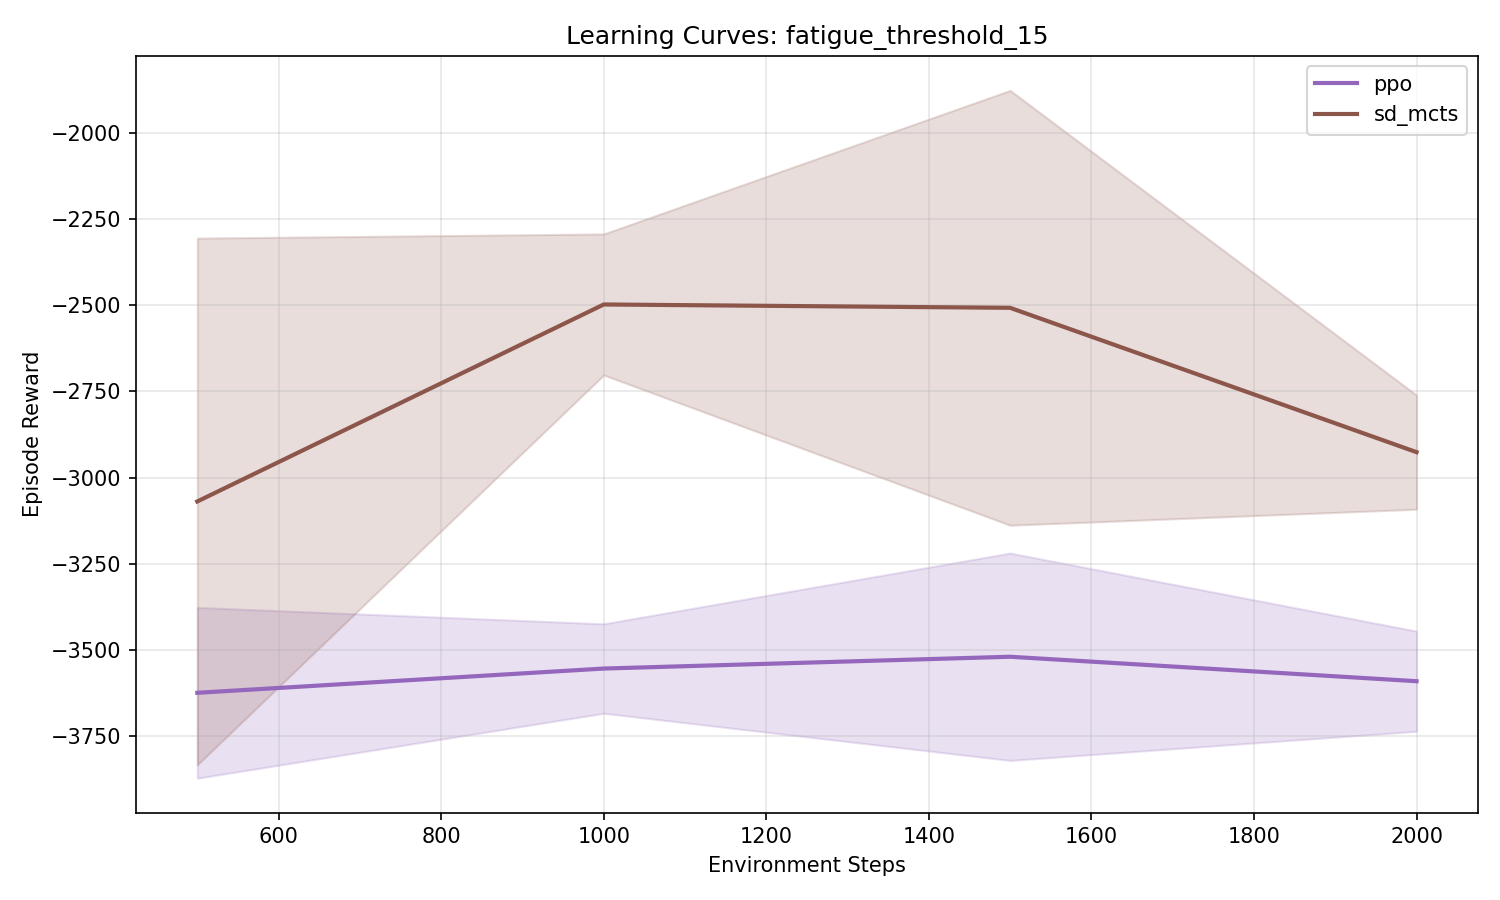 Learning Curves: fatigue_threshold_15
ppo
sd_mcts
−2000
−2250
−2500
−2750
−3000
−3250
−3500
−3750
Episode Reward
600 800 1000 1200 1400 1600 1800 2000
Environment Steps